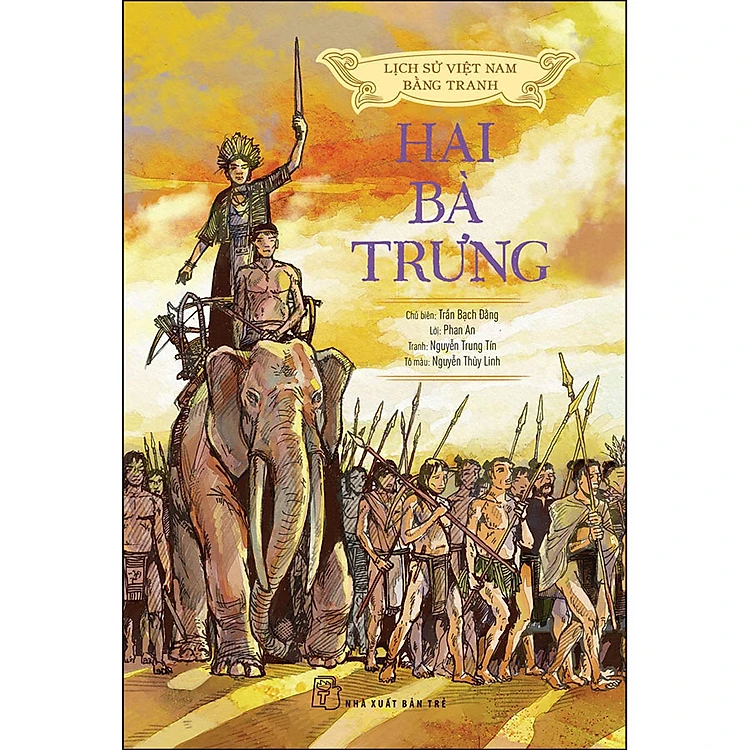 LỊCH SỬ VIỆT NAM
BẰNG TRANH
HAI
BÀ
TRƯNG
Chủ biên: Trần Bạch Đằng
Lời: Phan An
Tranh: Nguyễn Trung Tín
Tô màu: Nguyễn Thùy Linh
T
NHÀ XUẤT BẢN TRẺ